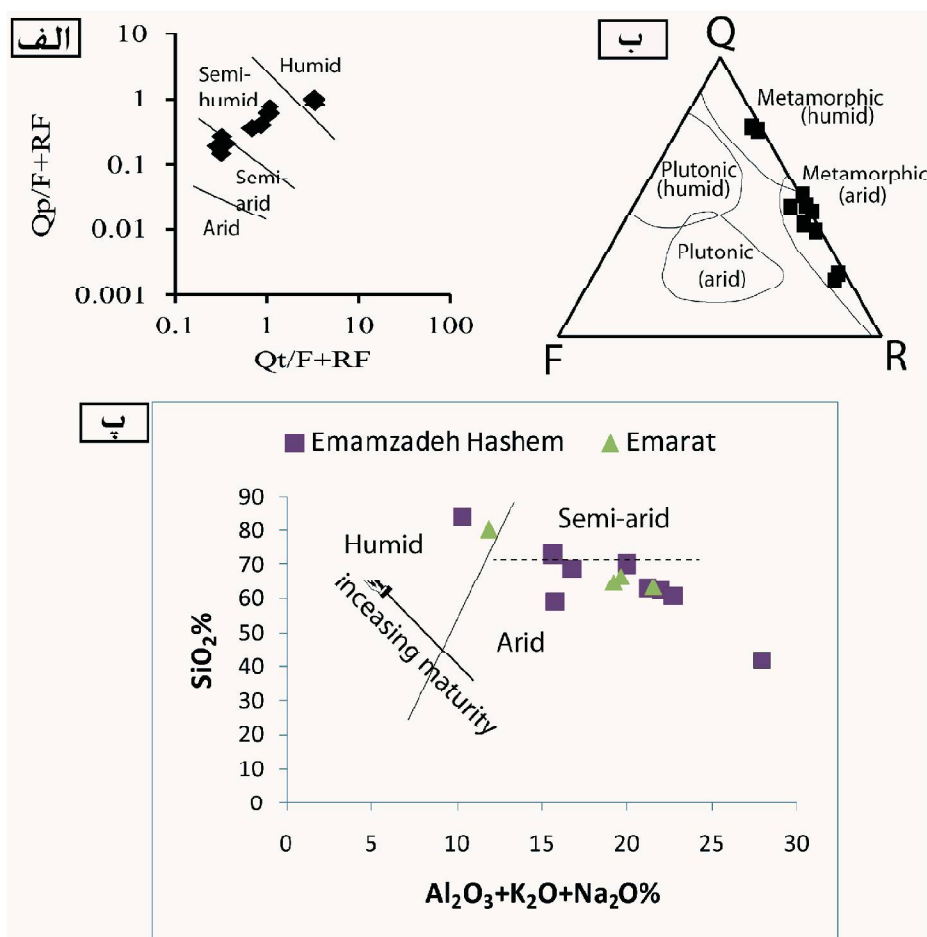 الف
10
1
0.1
0.01
0.001
0.1
1
10
100
Qp/F+RF
Qt/F+RF
Semi-
humid
Humid
Semi-
arid
Arid
ب
Q
F
R
Metamorphic
(humid)
Metamorphic
(arid)
Plutonic
(humid)
Plutonic
(arid)
پ
Emamzadeh Hashem
Emarat
90
80
70
60
50
40
30
20
10
0
0
5
10
15
20
25
30
SiO₂%
Al₂O₃+K₂O+Na₂O%
Humid
Semi-arid
Arid
inceasing maturity